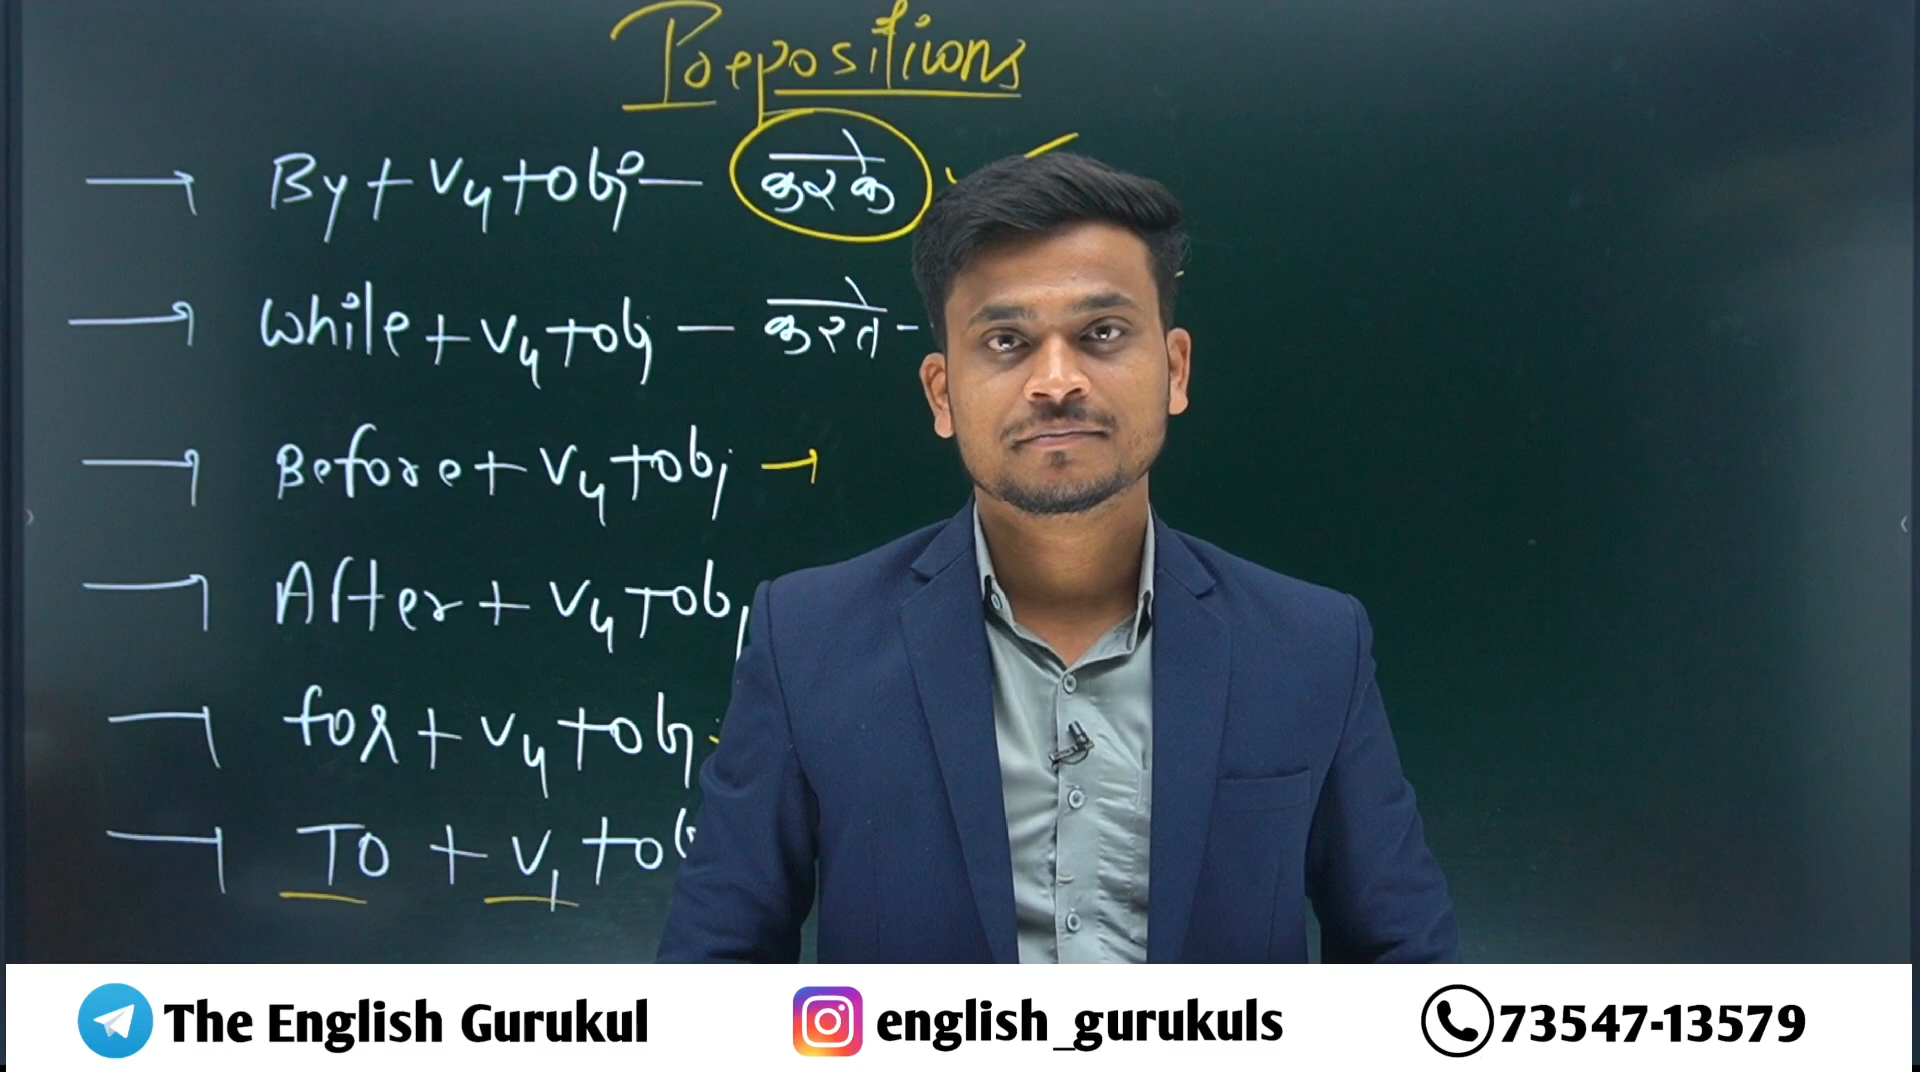 Prepositions
→ By + V4 + obj — करके
→ While + V4 + obj — करते -
→ Before + V4 + obj →
→ After + V4 + obj
→ for + V4 + obj
→ To + V1 + ob
The English Gurukul
english_gurukuls
73547-13579